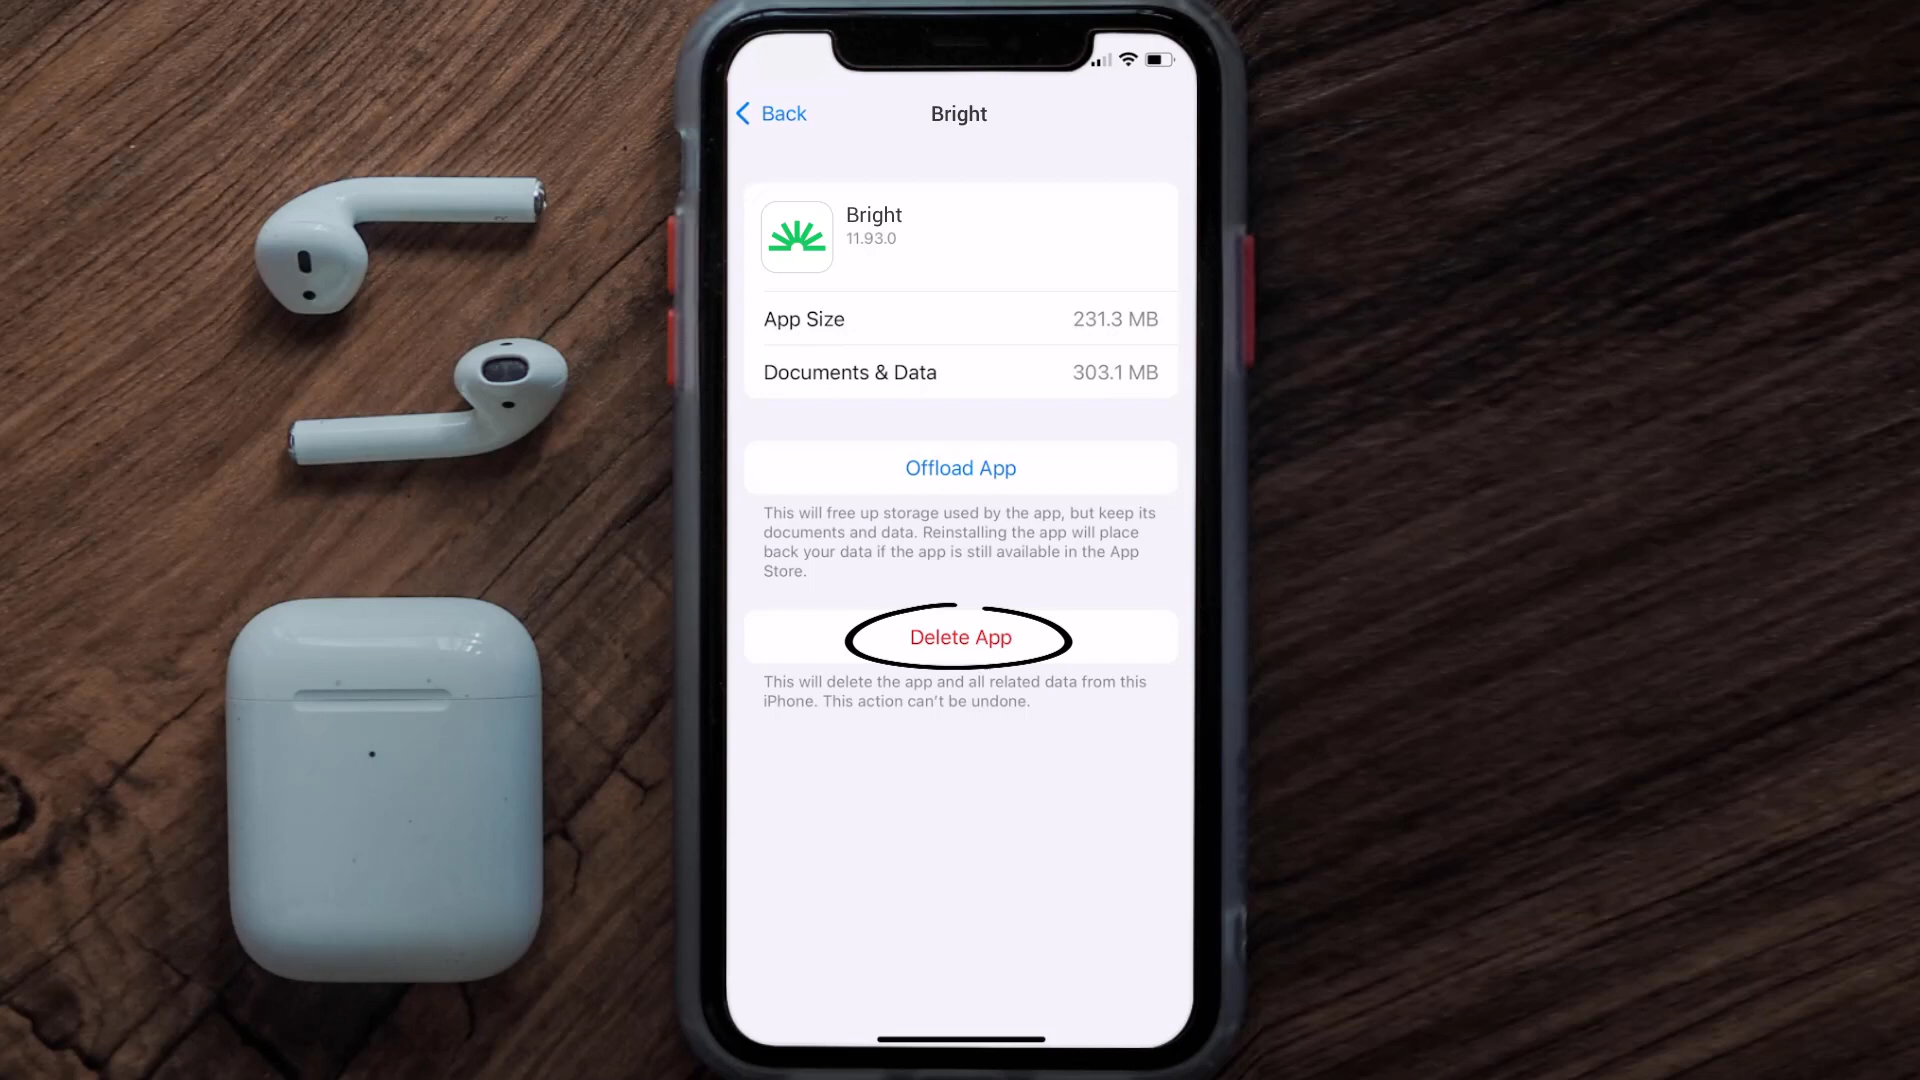 Back
Bright
Bright
11.93.0
App Size 231.3 MB
Documents & Data 303.1 MB
Offload App
This will free up storage used by the app, but keep its
documents and data. Reinstalling the app will place
back your data if the app is still available in the App
Store.
Delete App
This will delete the app and all related data from this
iPhone. This action can't be undone.